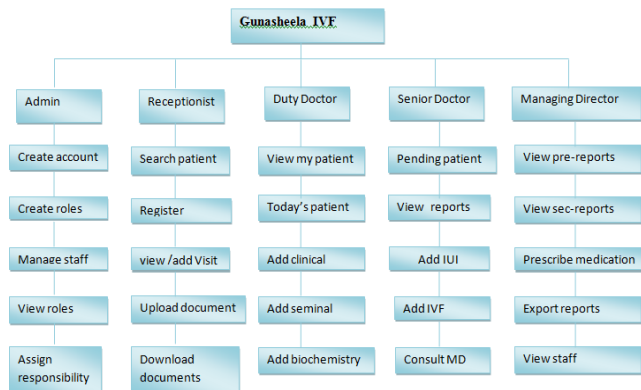 Gunasheela IVF
Admin
Receptionist
Duty Doctor
Senior Doctor
Managing Director
Create account
Search patient
View my patient
Pending patient
View pre-reports
Create roles
Register
Today's patient
View reports
View sec-reports
Manage staff
view /add Visit
Add clinical
Add IUI
Prescribe medication
View roles
Upload document
Add seminal
Add IVF
Export reports
Assign
responsibility
Download
documents
Add biochemistry
Consult MD
View staff